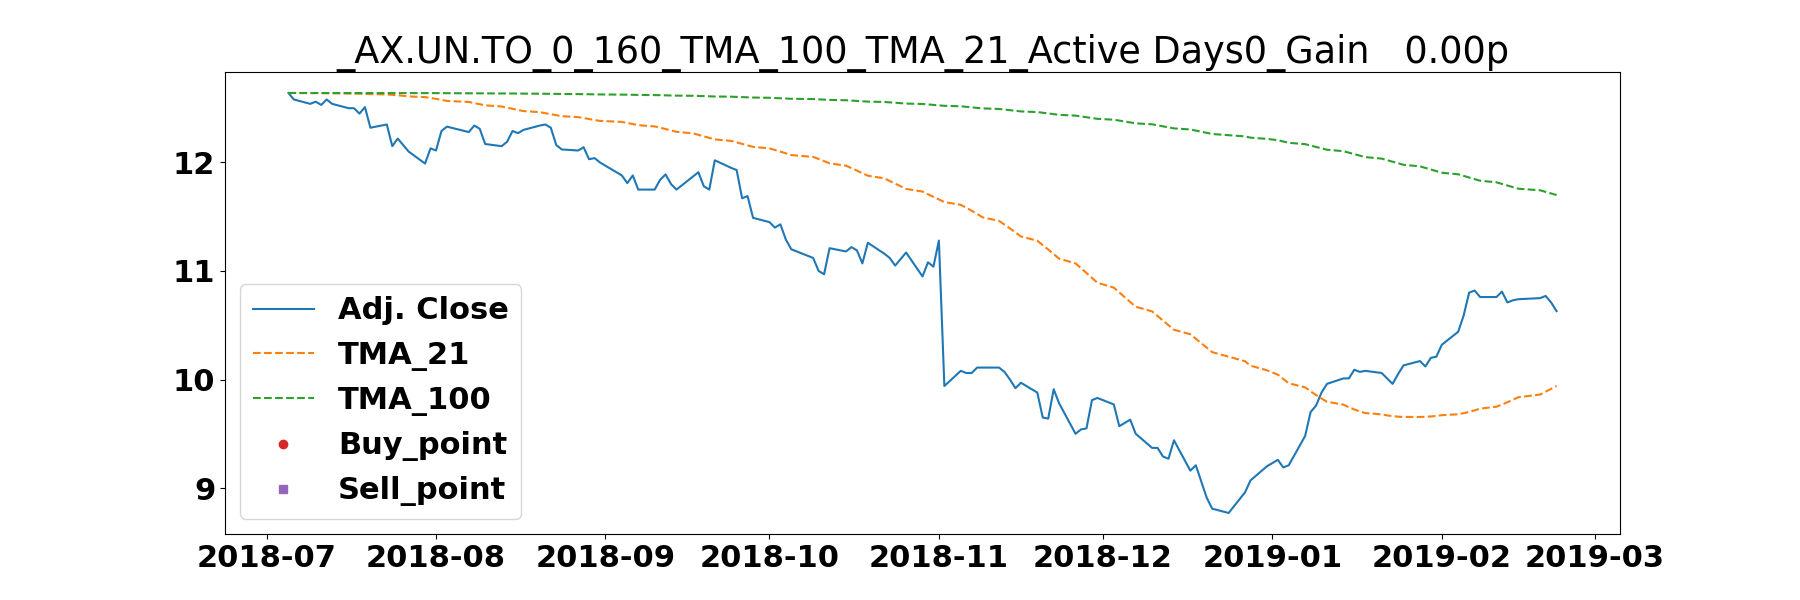 _AX.UN.TO_0_160_TMA_100_TMA_21_Active Days0_Gain   0.00p
12
11
10
9
Adj. Close
TMA_21
TMA_100
Buy_point
Sell_point
2018-07 2018-08 2018-09 2018-10 2018-11 2018-12 2019-01 2019-02 2019-03